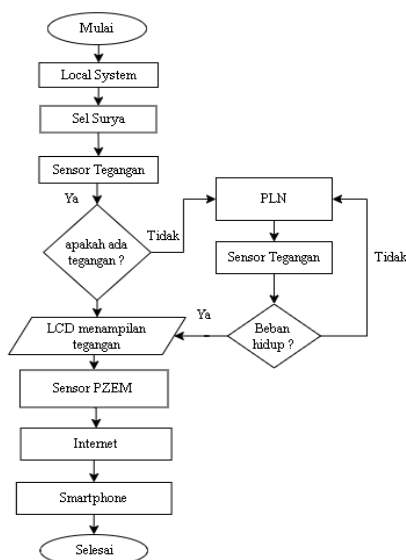 Mulai
Local System
Sel Surya
Sensor Tegangan
Ya
apakah ada
tegangan ?
Tidak
PLN
Sensor Tegangan
Tidak
Beban
hidup ?
Ya
LCD menampilan
tegangan
Sensor PZEM
Internet
Smartphone
Selesai